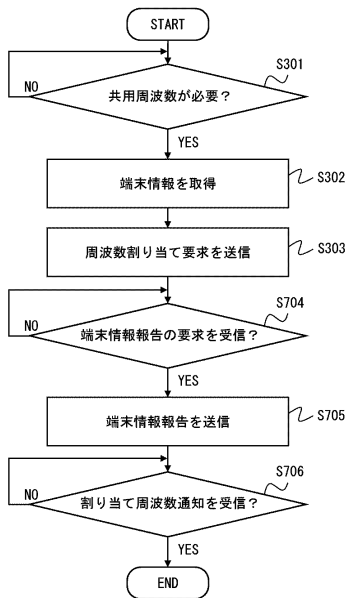 START
S301
NO
共用周波数が必要?
YES
端末情報を取得
S302
周波数割り当て要求を送信
S303
S704
NO
端末情報報告の要求を受信?
YES
端末情報報告を送信
S705
S706
NO
割り当て周波数通知を受信?
YES
END